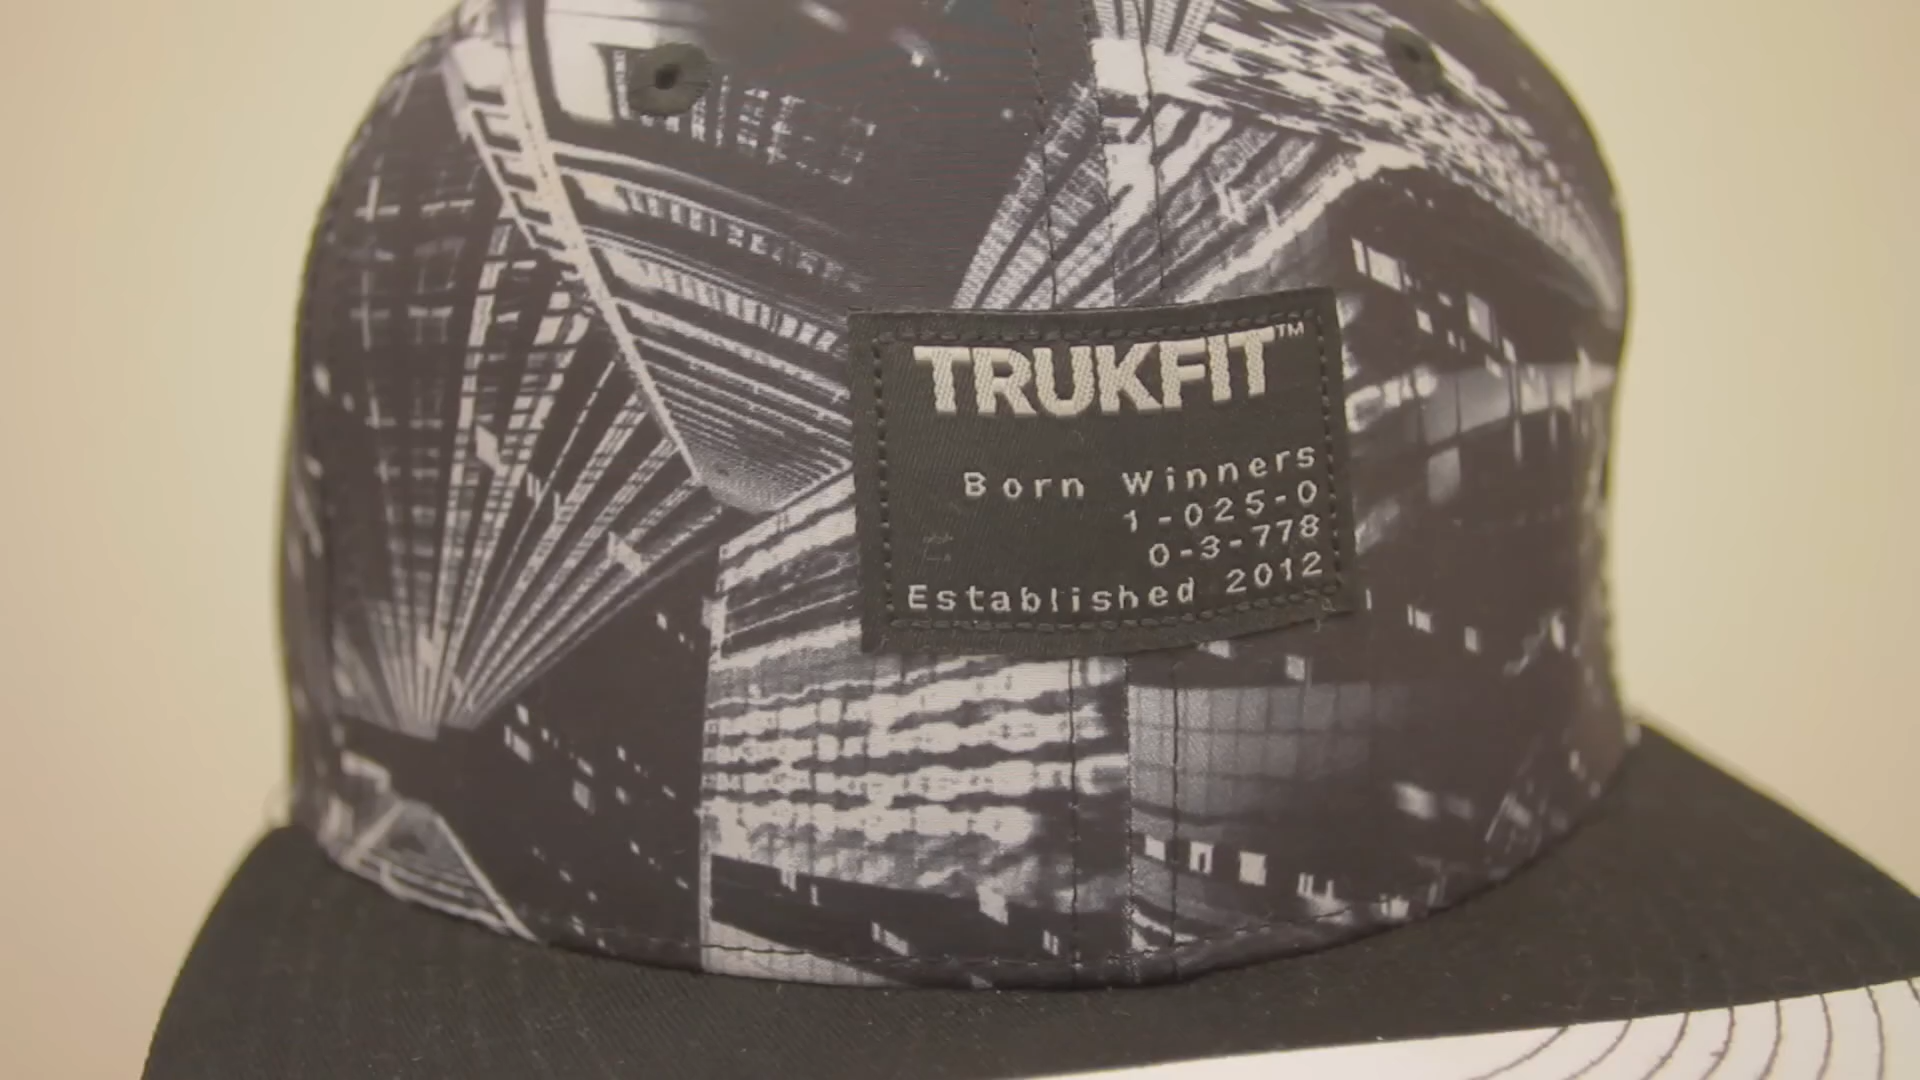 TRUKFIT™
Born Winners
1-025-0
0-3-778
Established 2012